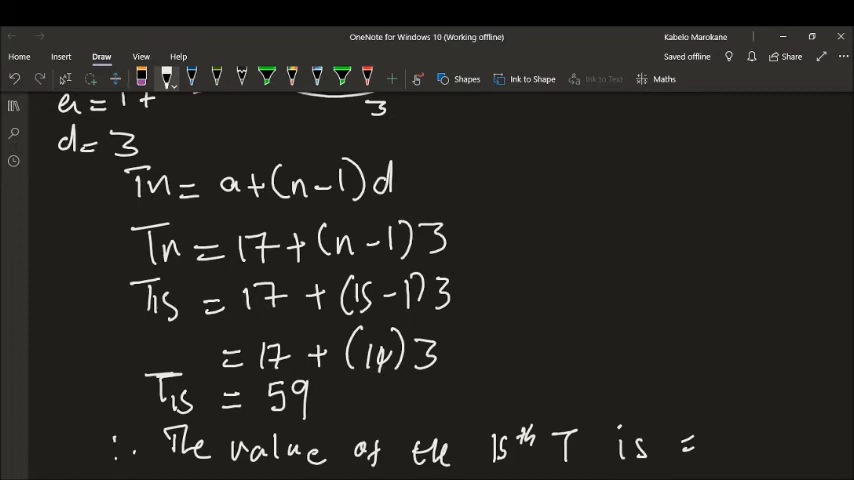 OneNote for Windows 10 (Working offline)
Kabelo Marokane
Home Insert Draw View Help
Saved offline Share
Shapes Ink to Shape Ink to Text Maths
a = 17
3
d = 3
Tn = a+(n-1)d
Tn = 17+(n-1)3
T15 = 17 + (15-1)3
= 17 + (14)3
T15 = 59
∴ The value of the 15th T is =